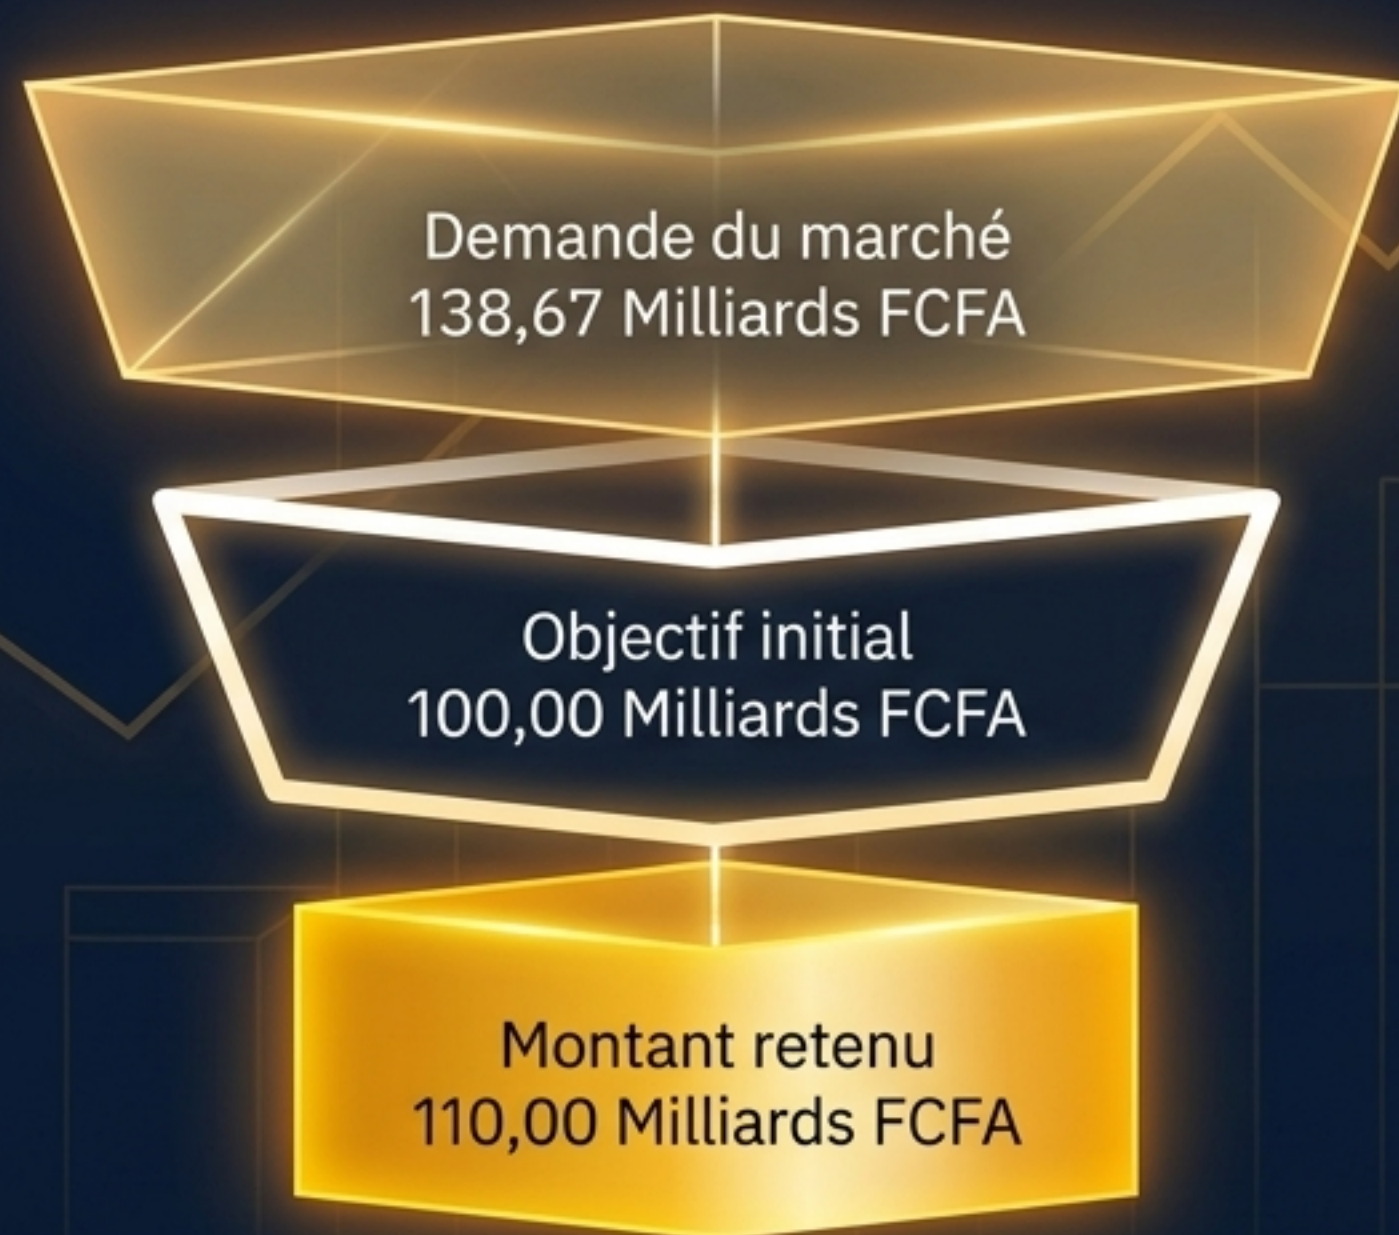 Demande du marché
138,67 Milliards FCFA
Objectif initial
100,00 Milliards FCFA
Montant retenu
110,00 Milliards FCFA